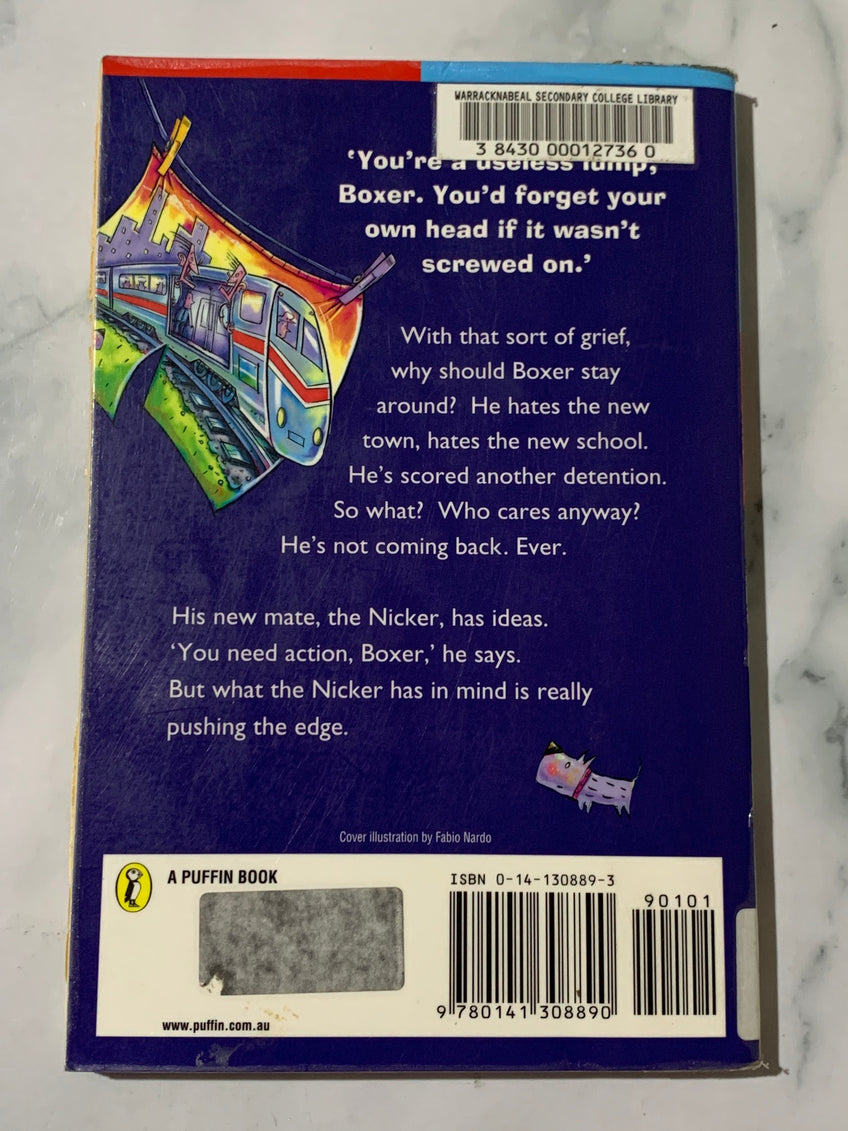 WARRACKNABEAL SECONDARY COLLEGE LIBRARY
3 8430 00012736 0
‘You’re a useless lump,
Boxer. You’d forget your
own head if it wasn’t
screwed on.’
With that sort of grief,
why should Boxer stay
around? He hates the new
town, hates the new school.
He’s scored another detention.
So what? Who cares anyway?
He’s not coming back. Ever.
His new mate, the Nicker, has ideas.
‘You need action, Boxer,’ he says.
But what the Nicker has in mind is really
pushing the edge.
Cover illustration by Fabio Nardo
A PUFFIN BOOK
ISBN 0-14-130889-3
90101
9 780141 308890
www.puffin.com.au